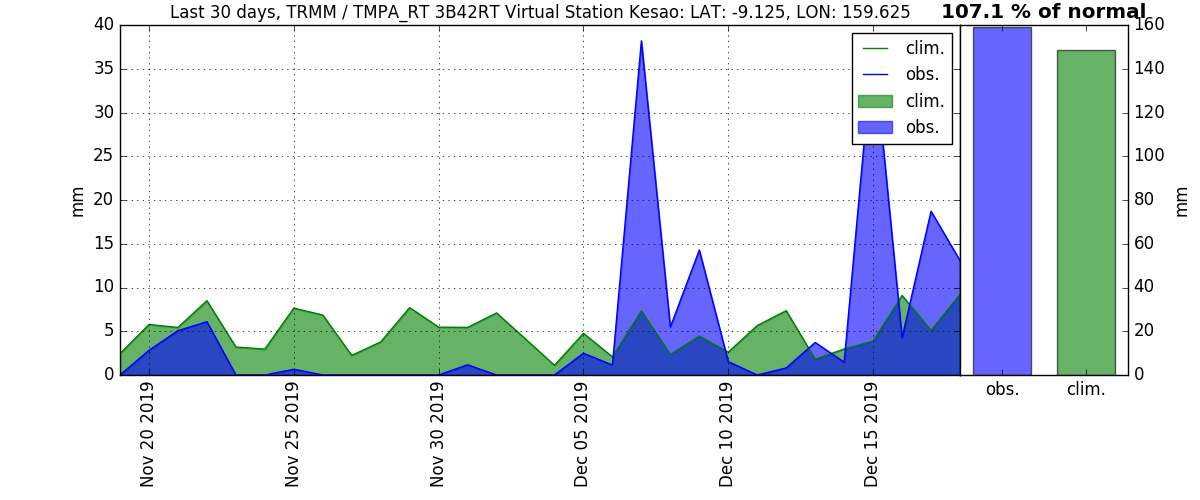 Last 30 days, TRMM / TMPA_RT 3B42RT Virtual Station Kesao: LAT: -9.125, LON: 159.625
107.1 % of normal
40
35
30
25
20
15
10
5
0
mm
clim.
obs.
clim.
obs.
160
140
120
100
80
60
40
20
0
mm
obs.
clim.
Nov 20 2019
Nov 25 2019
Nov 30 2019
Dec 05 2019
Dec 10 2019
Dec 15 2019